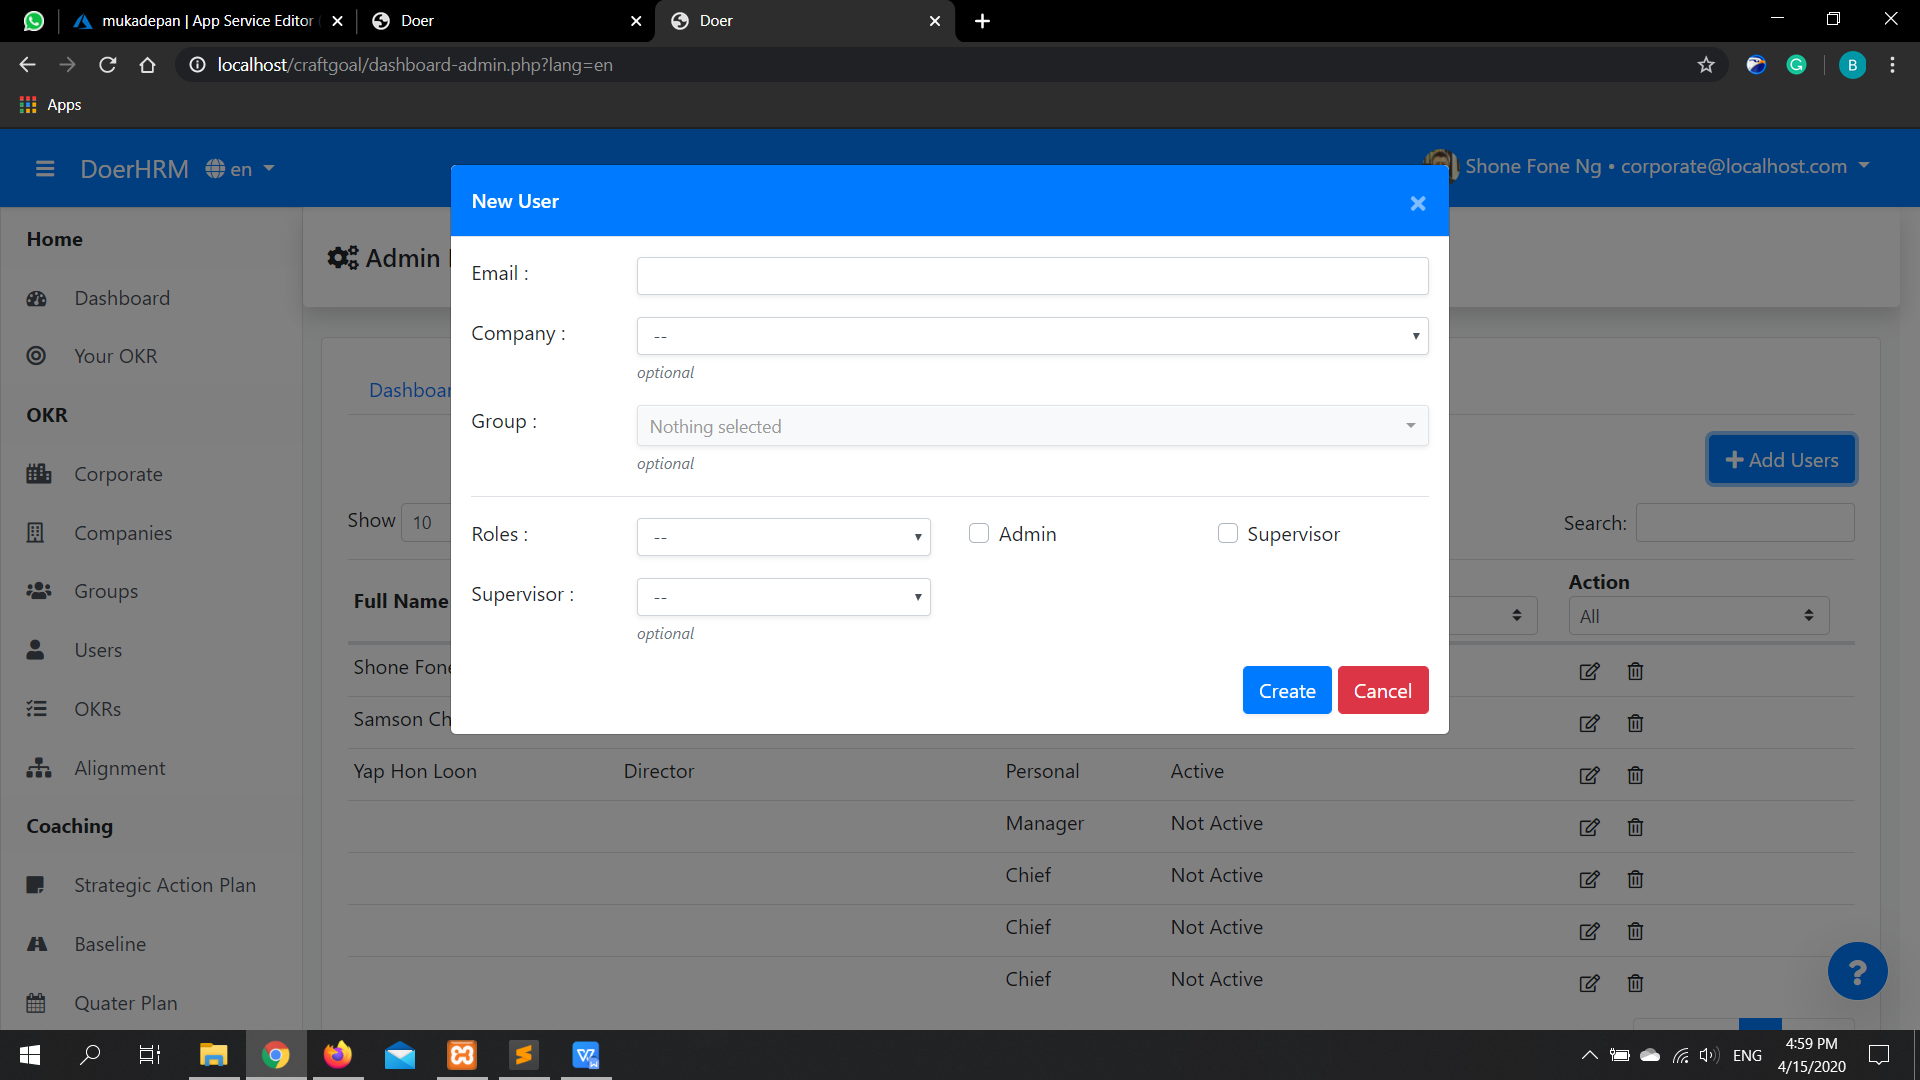 mukadepan | App Service Editor
Doer
Doer
localhost/craftgoal/dashboard-admin.php?lang=en
B
Apps
DoerHRM en
Shone Fone Ng • corporate@localhost.com
Home
Dashboard
Your OKR
OKR
Corporate
Companies
Groups
Users
OKRs
Alignment
Coaching
Strategic Action Plan
Baseline
Quater Plan
Admin
New User
×
Email :
Company :
--
optional
Group :
Nothing selected
optional
Roles :
--
Admin
Supervisor
Supervisor :
--
optional
Create
Cancel
Add Users
Show 10
Search:
Full Name
Action
All
Shone Fone
Samson Ch
Yap Hon Loon Director Personal Active
Manager Not Active
Chief Not Active
Chief Not Active
Chief Not Active
?
ENG
4:59 PM
4/15/2020